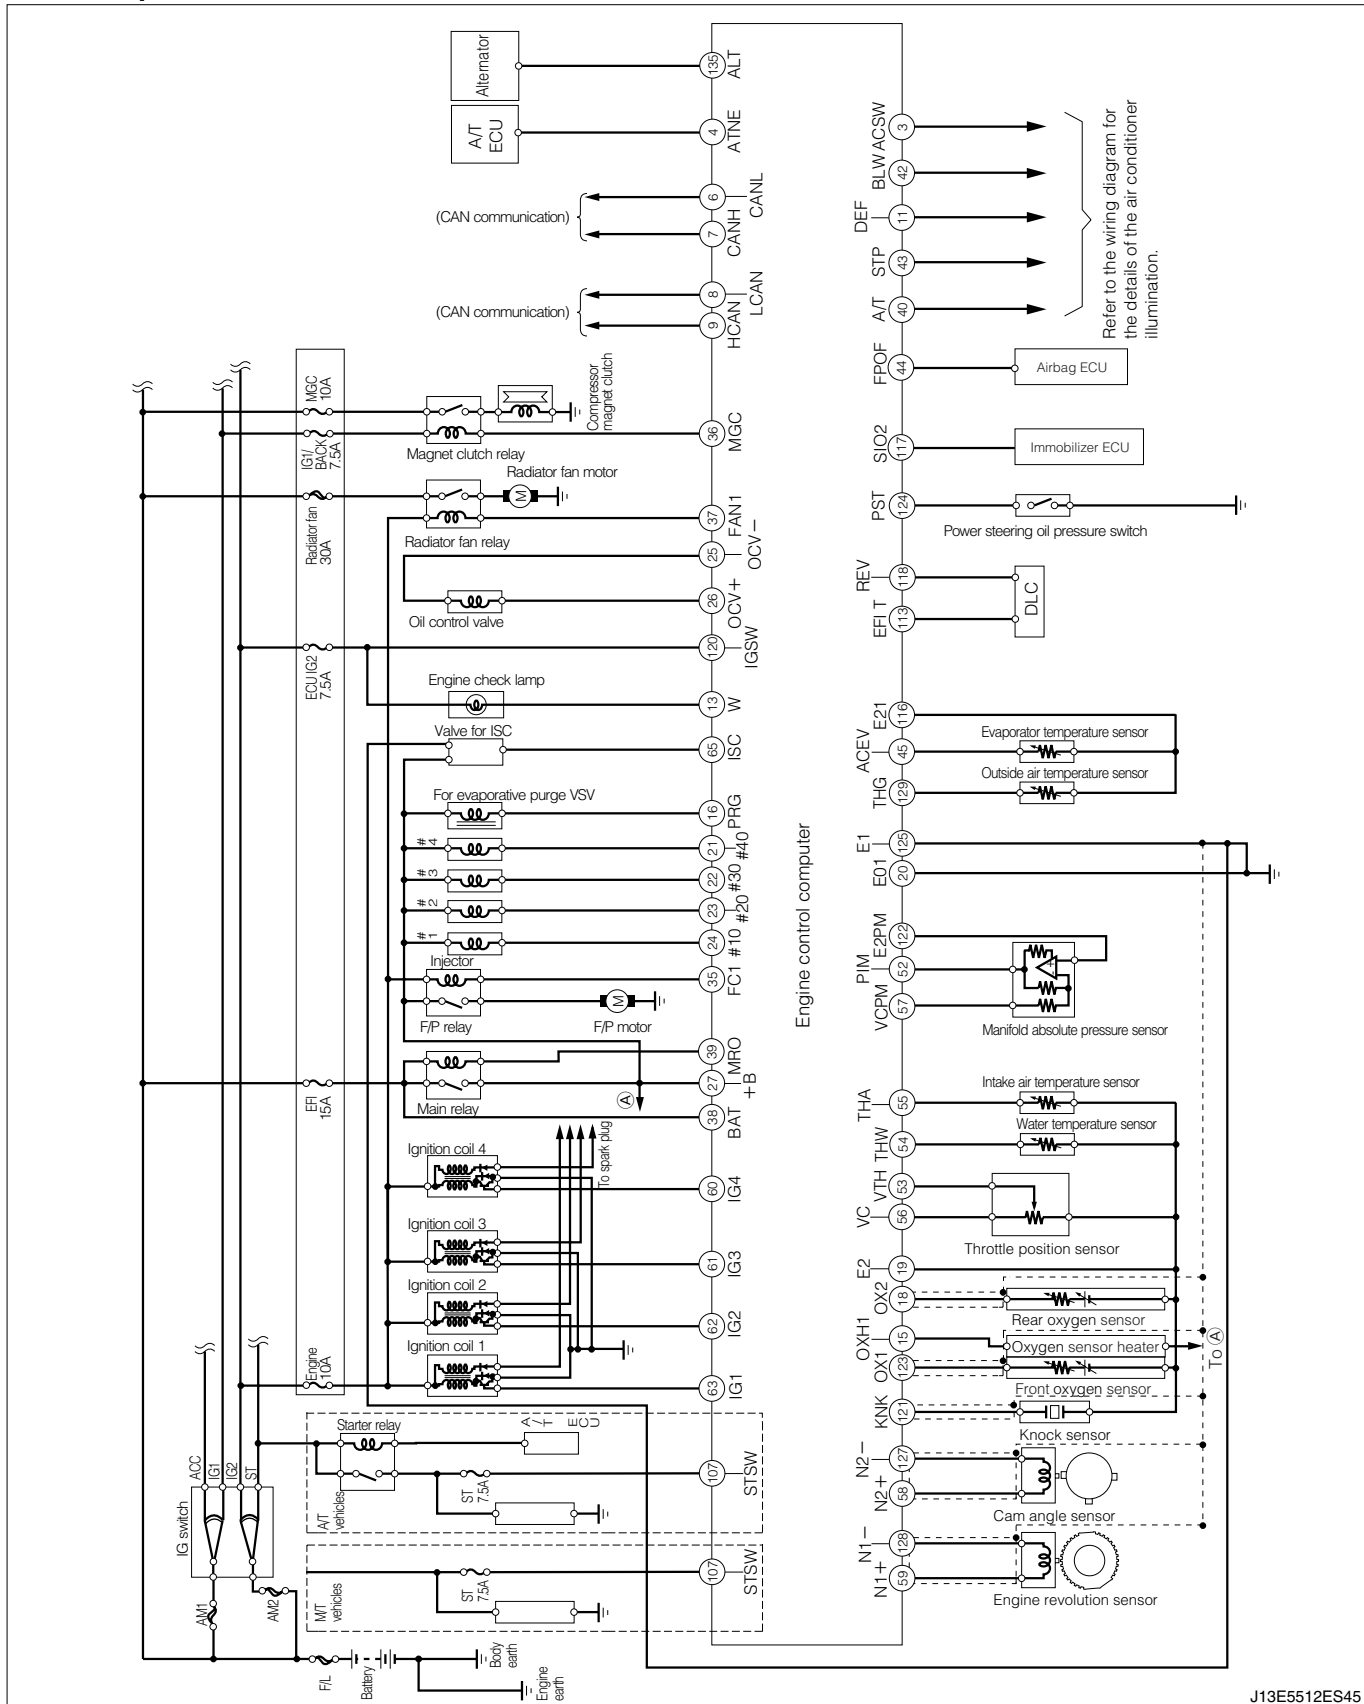 Alternator
135
ALT
A/T
ECU
4
ATNE
(CAN communication)
6
CANL
7
CANH
(CAN communication)
8
LCAN
9
HCAN
MGC
10A
Compressor
magnet clutch
IG1/
BACK
7.5A
Magnet clutch relay
36
MGC
Radiator fan motor
M
Radiator fan
30A
Radiator fan relay
37
FAN1
25
OCV−
26
OCV+
Oil control valve
120
IGSW
ECU IG2
7.5A
Engine check lamp
13
W
Valve for ISC
65
ISC
For evaporative purge VSV
16
PRG
#4
21
#40
#3
22
#30
#2
23
#20
#1
24
#10
Injector
35
FC1
M
F/P relay
F/P motor
39
MRO
27
+B
EFI
15A
Main relay
A
38
BAT
To spark plug
Ignition coil 4
60
IG4
Ignition coil 3
61
IG3
Ignition coil 2
62
IG2
Ignition coil 1
63
IG1
Engine
10A
Starter relay
A/T ECU
107
STSW
ST
7.5A
A/T
vehicles
107
STSW
ST
7.5A
M/T
vehicles
ACC
IG1
IG2
ST
IG switch
AM1
AM2
F/L
Battery
Body
earth
Engine
earth
Engine control computer
3
ACSW
42
BLW
11
DEF
43
STP
40
A/T
Refer to the wiring diagram for
the details of the air conditioner
illumination.
44
FPOF
Airbag ECU
117
SIO2
Immobilizer ECU
124
PST
Power steering oil pressure switch
118
REV
113
EFI T
DLC
116
E21
Evaporator temperature sensor
45
ACEV
Outside air temperature sensor
129
THG
125
E1
20
E01
122
E2PM
52
PIM
57
VCPM
Manifold absolute pressure sensor
Intake air temperature sensor
55
THA
Water temperature sensor
54
THW
53
VTH
56
VC
Throttle position sensor
19
E2
18
OX2
Rear oxygen sensor
15
OXH1
Oxygen sensor heater
To A
123
OX1
Front oxygen sensor
121
KNK
Knock sensor
127
N2−
58
N2+
Cam angle sensor
128
N1−
59
N1+
Engine revolution sensor
J13E5512ES45